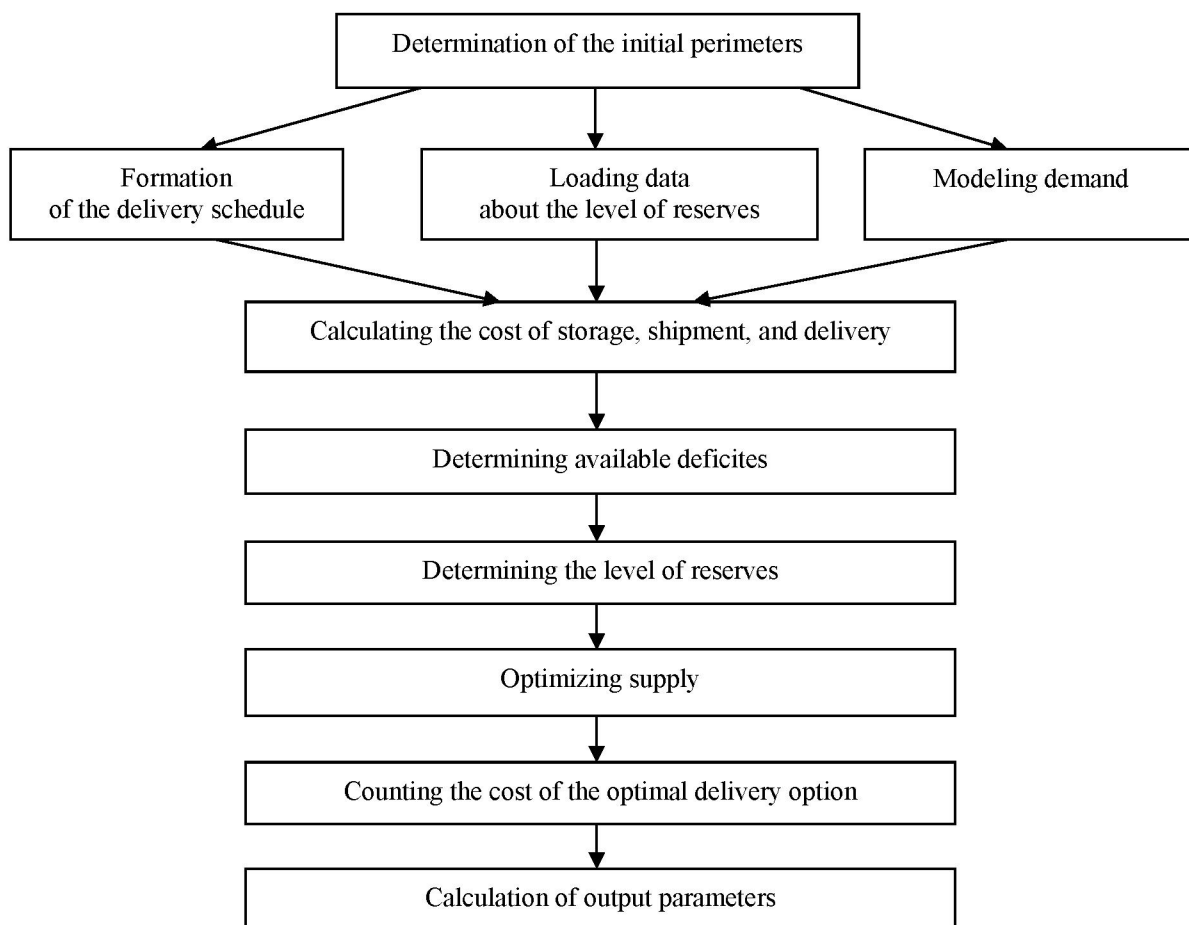 Determination of the initial perimeters
Formation
of the delivery schedule
Loading data
about the level of reserves
Modeling demand
Calculating the cost of storage, shipment, and delivery
Determining available deficites
Determining the level of reserves
Optimizing supply
Counting the cost of the optimal delivery option
Calculation of output parameters